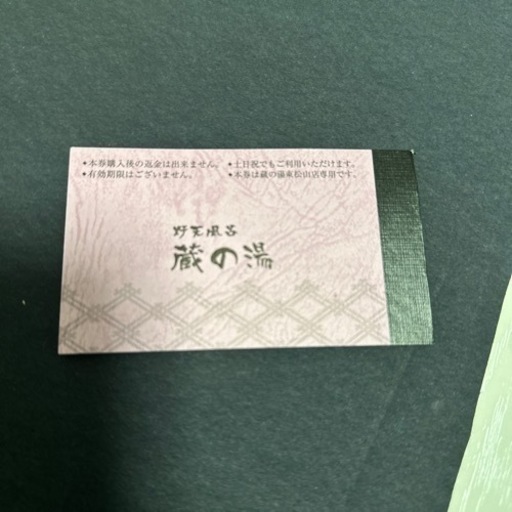 •本券購入後の返金は出来ません。 •土日祝でもご利用いただけます。
•有効期限はございません。 •本券は蔵の湯東松山店専用です。
野天風呂
蔵の湯